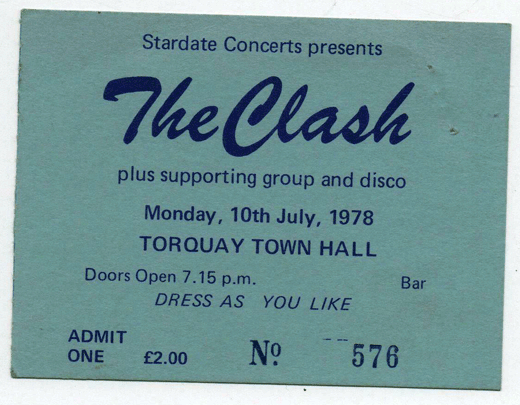 Stardate Concerts presents
The Clash
plus supporting group and disco
Monday, 10th July, 1978
TORQUAY TOWN HALL
Doors Open 7.15 p.m. Bar
DRESS AS YOU LIKE
ADMIT
ONE £2.00 Nº 576